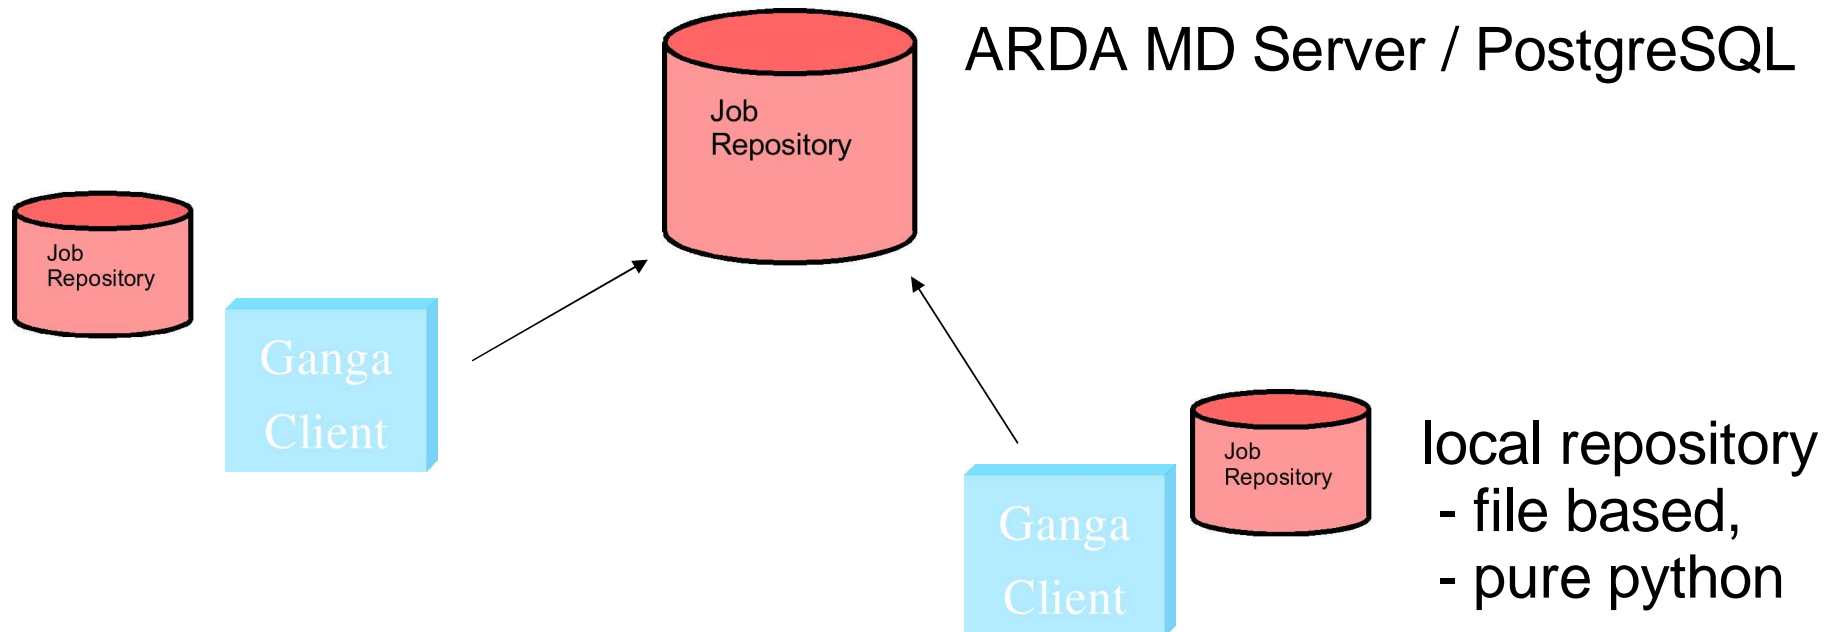 ARDA MD Server / PostgreSQL
Job
Repository
Job
Repository
Ganga
Client
Job
Repository
Ganga
Client
local repository
- file based,
- pure python